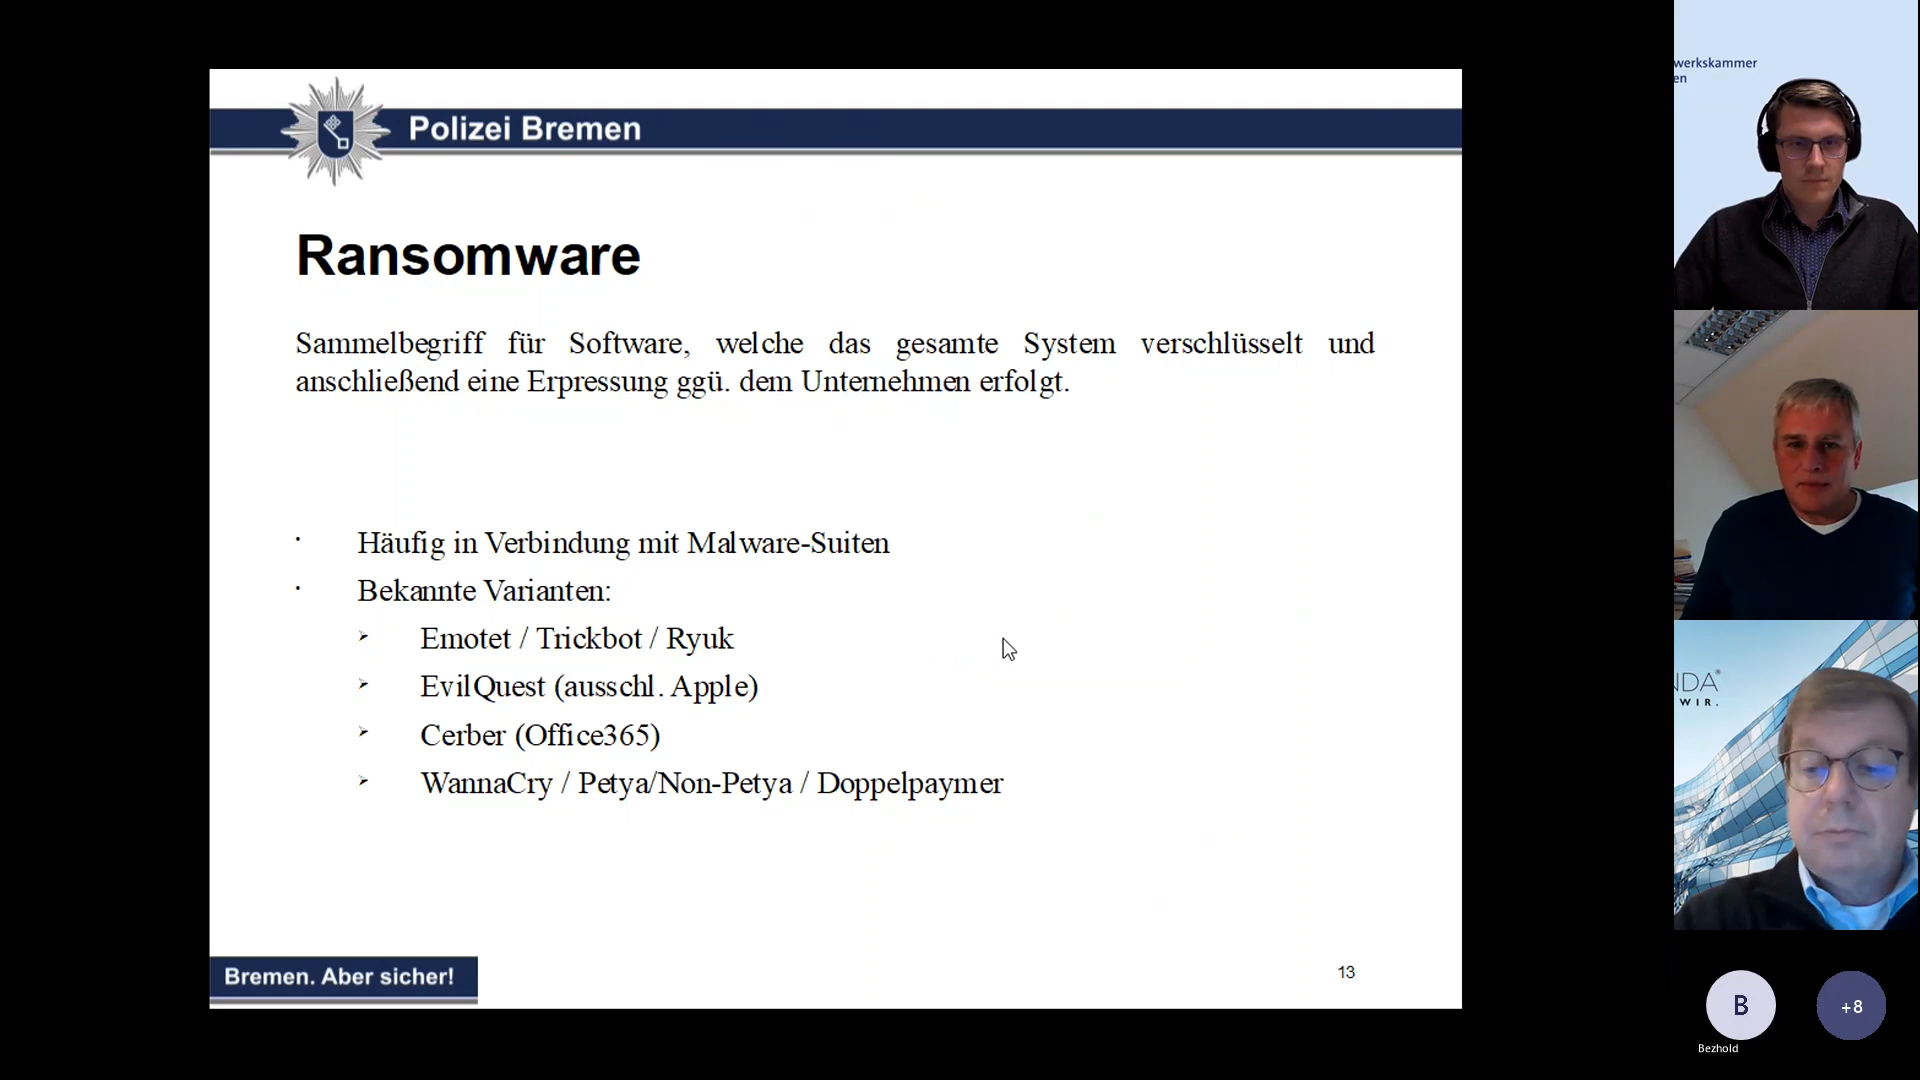 Polizei Bremen
Ransomware
Sammelbegriff für Software, welche das gesamte System verschlüsselt und
anschließend eine Erpressung ggü. dem Unternehmen erfolgt.
· Häufig in Verbindung mit Malware-Suiten
· Bekannte Varianten:
➢ Emotet / Trickbot / Ryuk
➢ EvilQuest (ausschl. Apple)
➢ Cerber (Office365)
➢ WannaCry / Petya/Non-Petya / Doppelpaymer
Bremen. Aber sicher!
13
werkskammer
en
NDA®
WIR.
B
+8
Bezhold